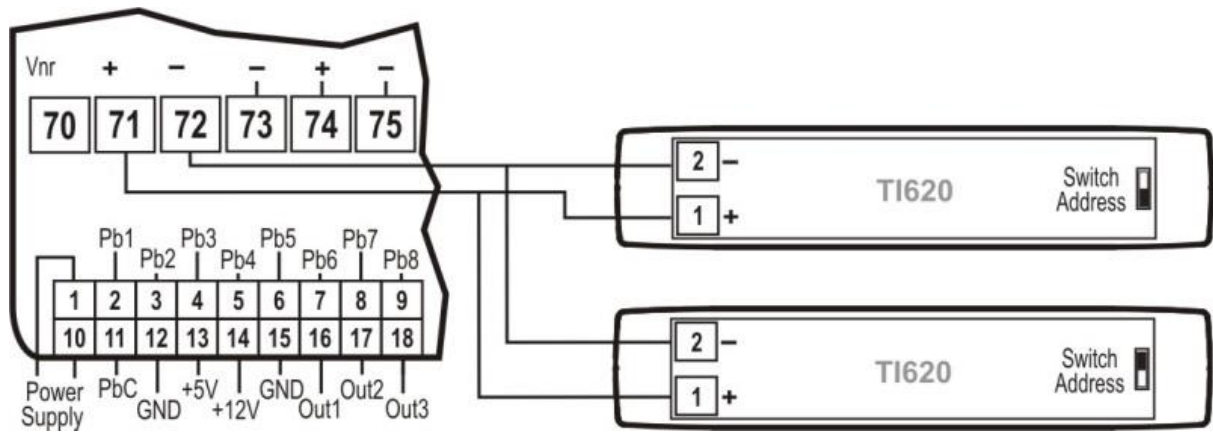 Vnr + − − + −
70 71 72 73 74 75
2 −
TI620
Switch
Address
1 +
Pb1 Pb3 Pb5 Pb7
Pb2 Pb4 Pb6 Pb8
1 2 3 4 5 6 7 8 9
10 11 12 13 14 15 16 17 18
Power
Supply
PbC +5V GND Out2
GND +12V Out1 Out3
2 −
TI620
Switch
Address
1 +